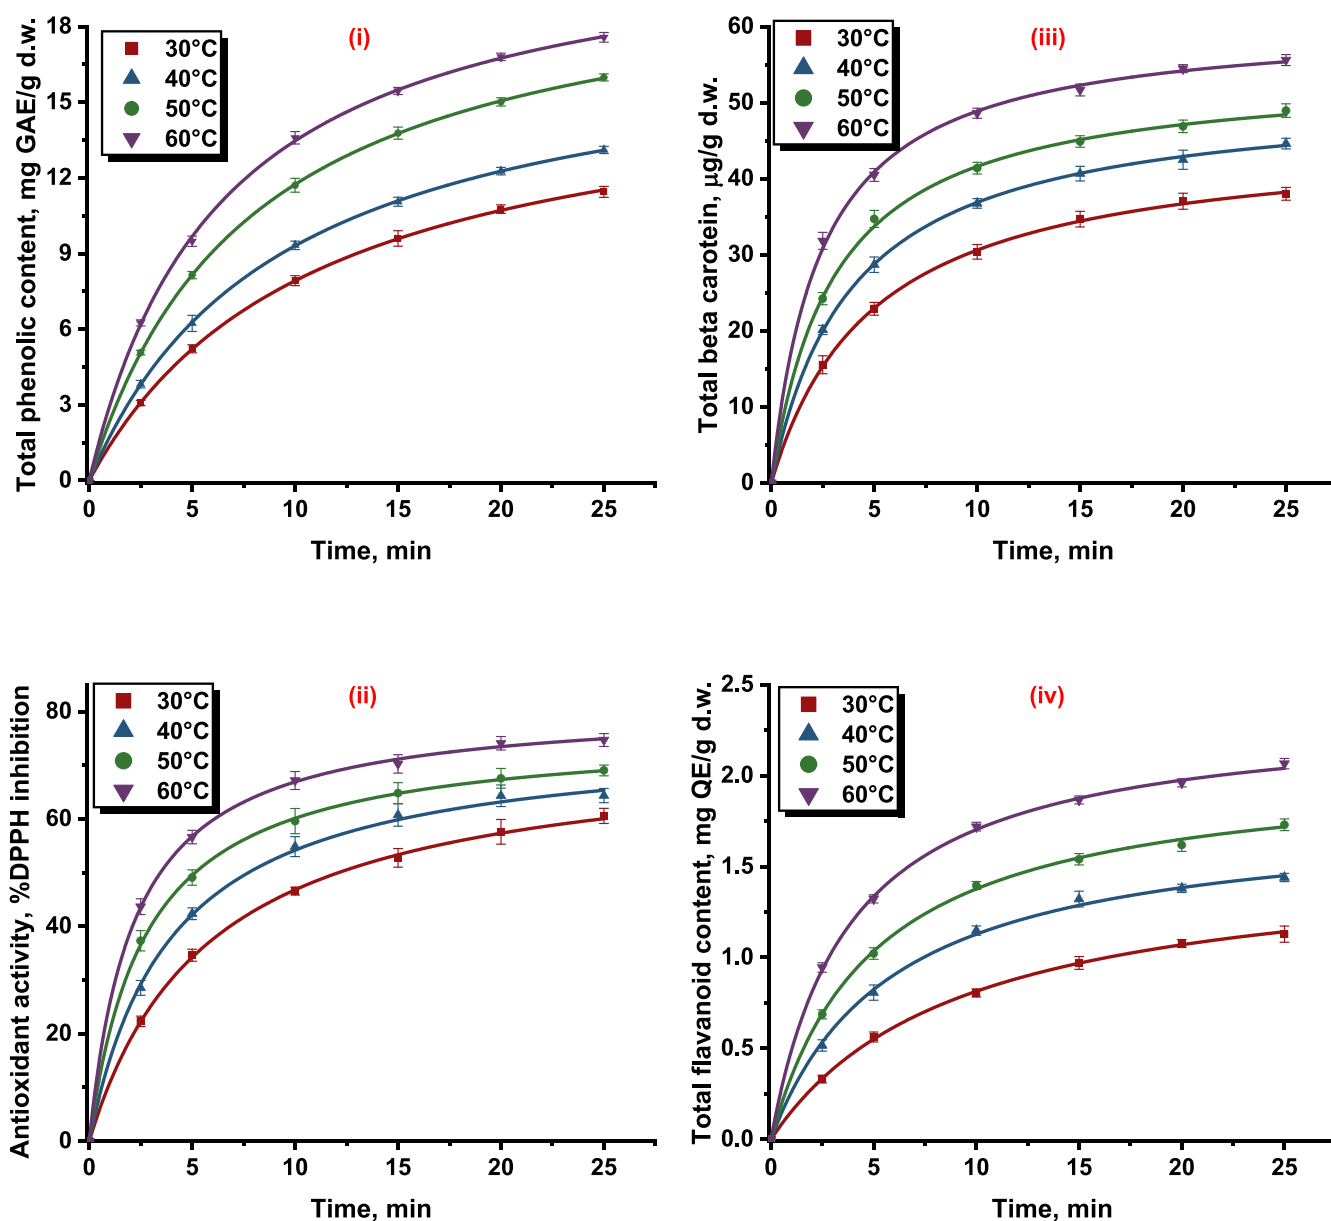 (i)
30°C
40°C
50°C
60°C
Total phenolic content, mg GAE/g d.w.
18
15
12
9
6
3
0
0 5 10 15 20 25
Time, min
(iii)
30°C
40°C
50°C
60°C
Total beta carotein, µg/g d.w.
60
50
40
30
20
10
0
0 5 10 15 20 25
Time, min
(ii)
30°C
40°C
50°C
60°C
Antioxidant activity, %DPPH inhibition
80
60
40
20
0
0 5 10 15 20 25
Time, min
(iv)
30°C
40°C
50°C
60°C
Total flavanoid content, mg QE/g d.w.
2.5
2.0
1.5
1.0
0.5
0.0
0 5 10 15 20 25
Time, min